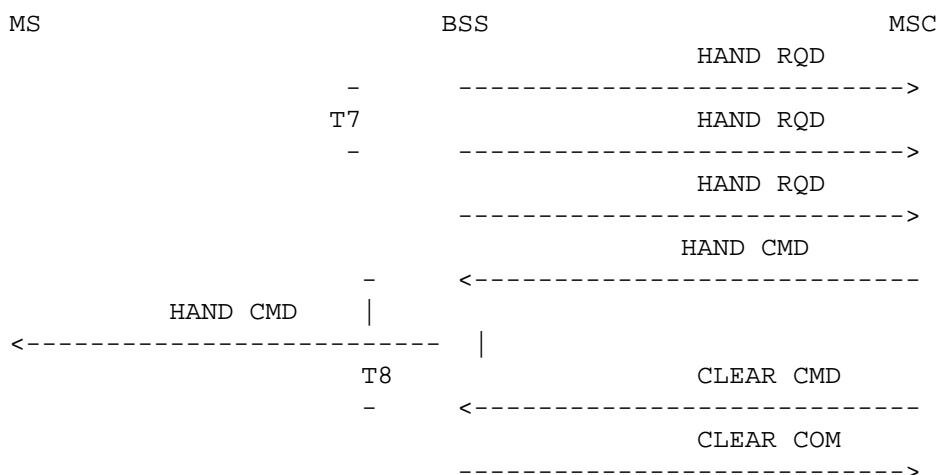 MS BSS MSC
HAND RQD
- ---------------------------->
T7 HAND RQD
- ---------------------------->
HAND RQD
---------------------------->
HAND CMD
- <----------------------------
HAND CMD |
<-------------------------- |
T8 CLEAR CMD
- <----------------------------
CLEAR COM
---------------------------->